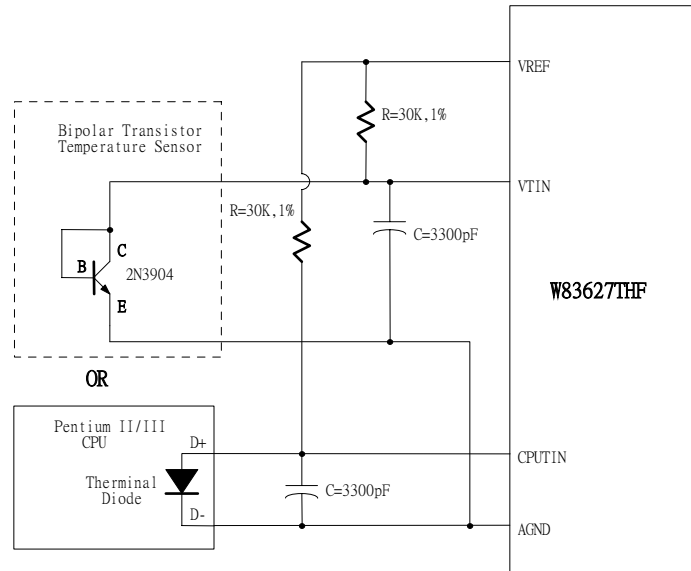 VREF
R=30K,1%
Bipolar Transistor
Temperature Sensor
VTIN
R=30K,1%
C=3300pF
C
B
2N3904
E
W83627THF
OR
Pentium II/III
CPU
D+
CPUTIN
Therminal
Diode
C=3300pF
D-
AGND